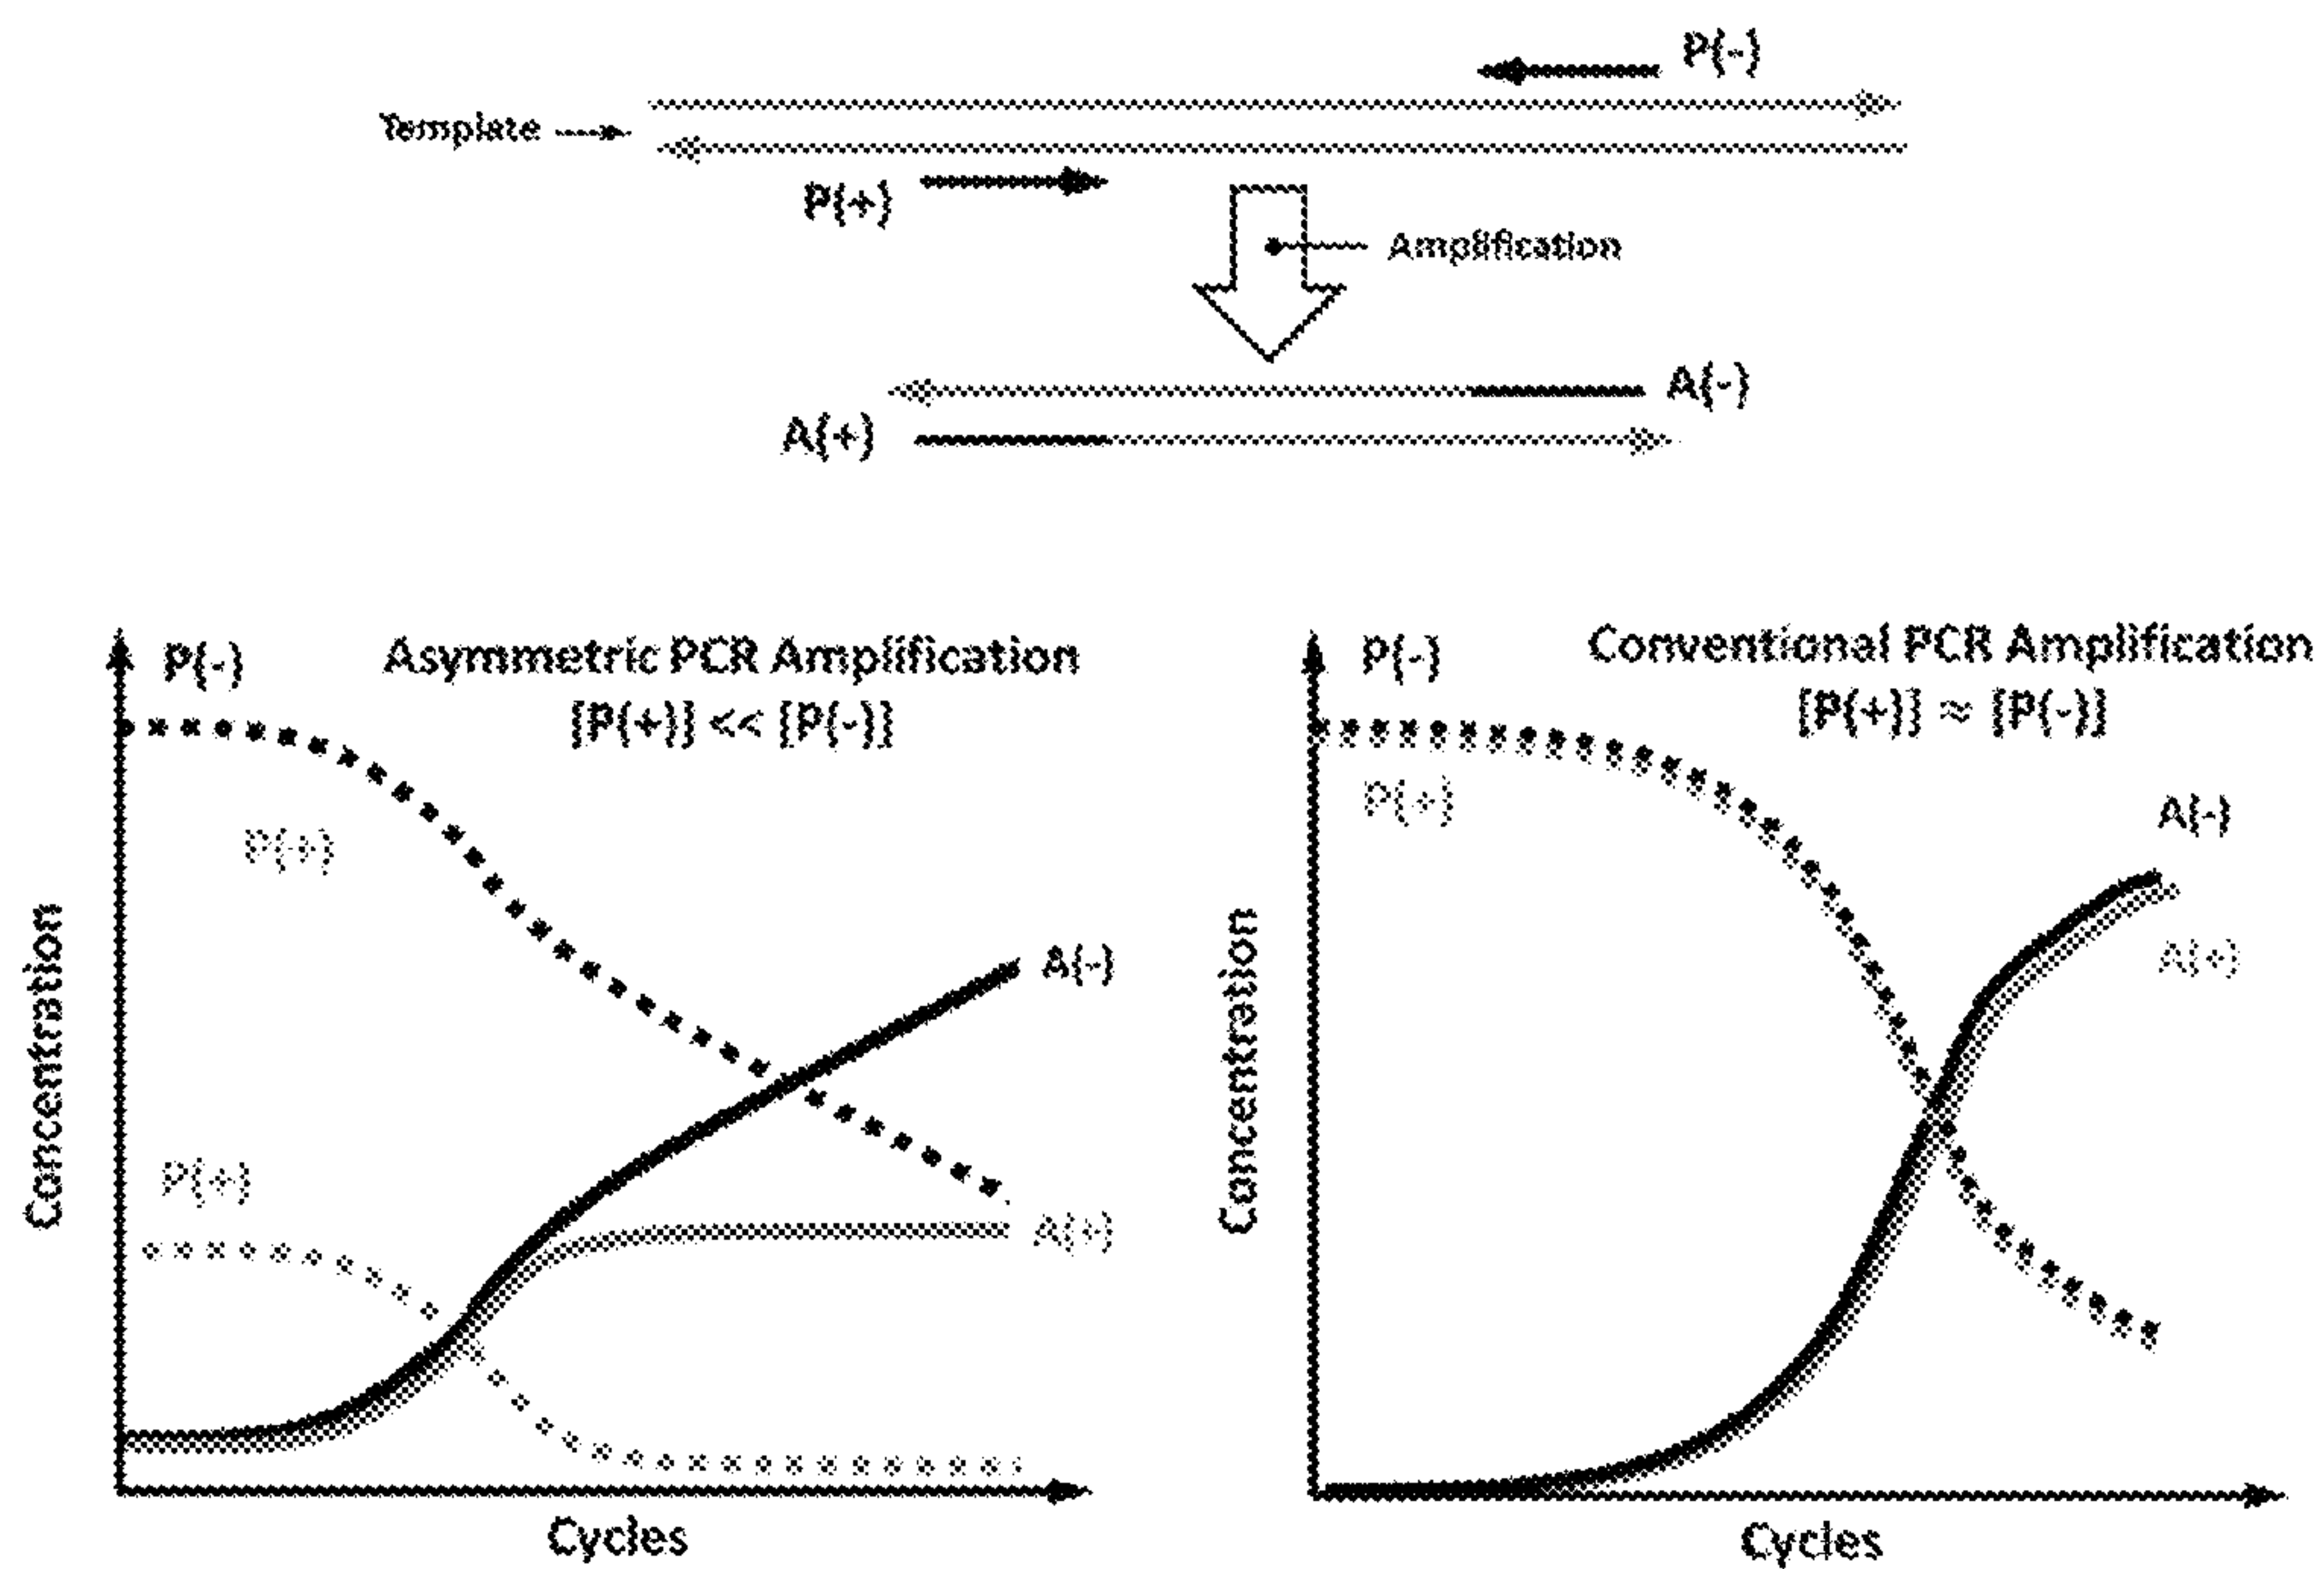 P(-)
Template
P(+)
Amplification
A(-)
A(+)
P(-)
Asymmetric PCR Amplification
[P(+)] << [P(-)]
P(+)
A(-)
P(+)
A(+)
Concentration
Cycles
P(-)
Conventional PCR Amplification
[P(+)] ≈ [P(-)]
P(+)
A(-)
A(+)
Concentration
Cycles